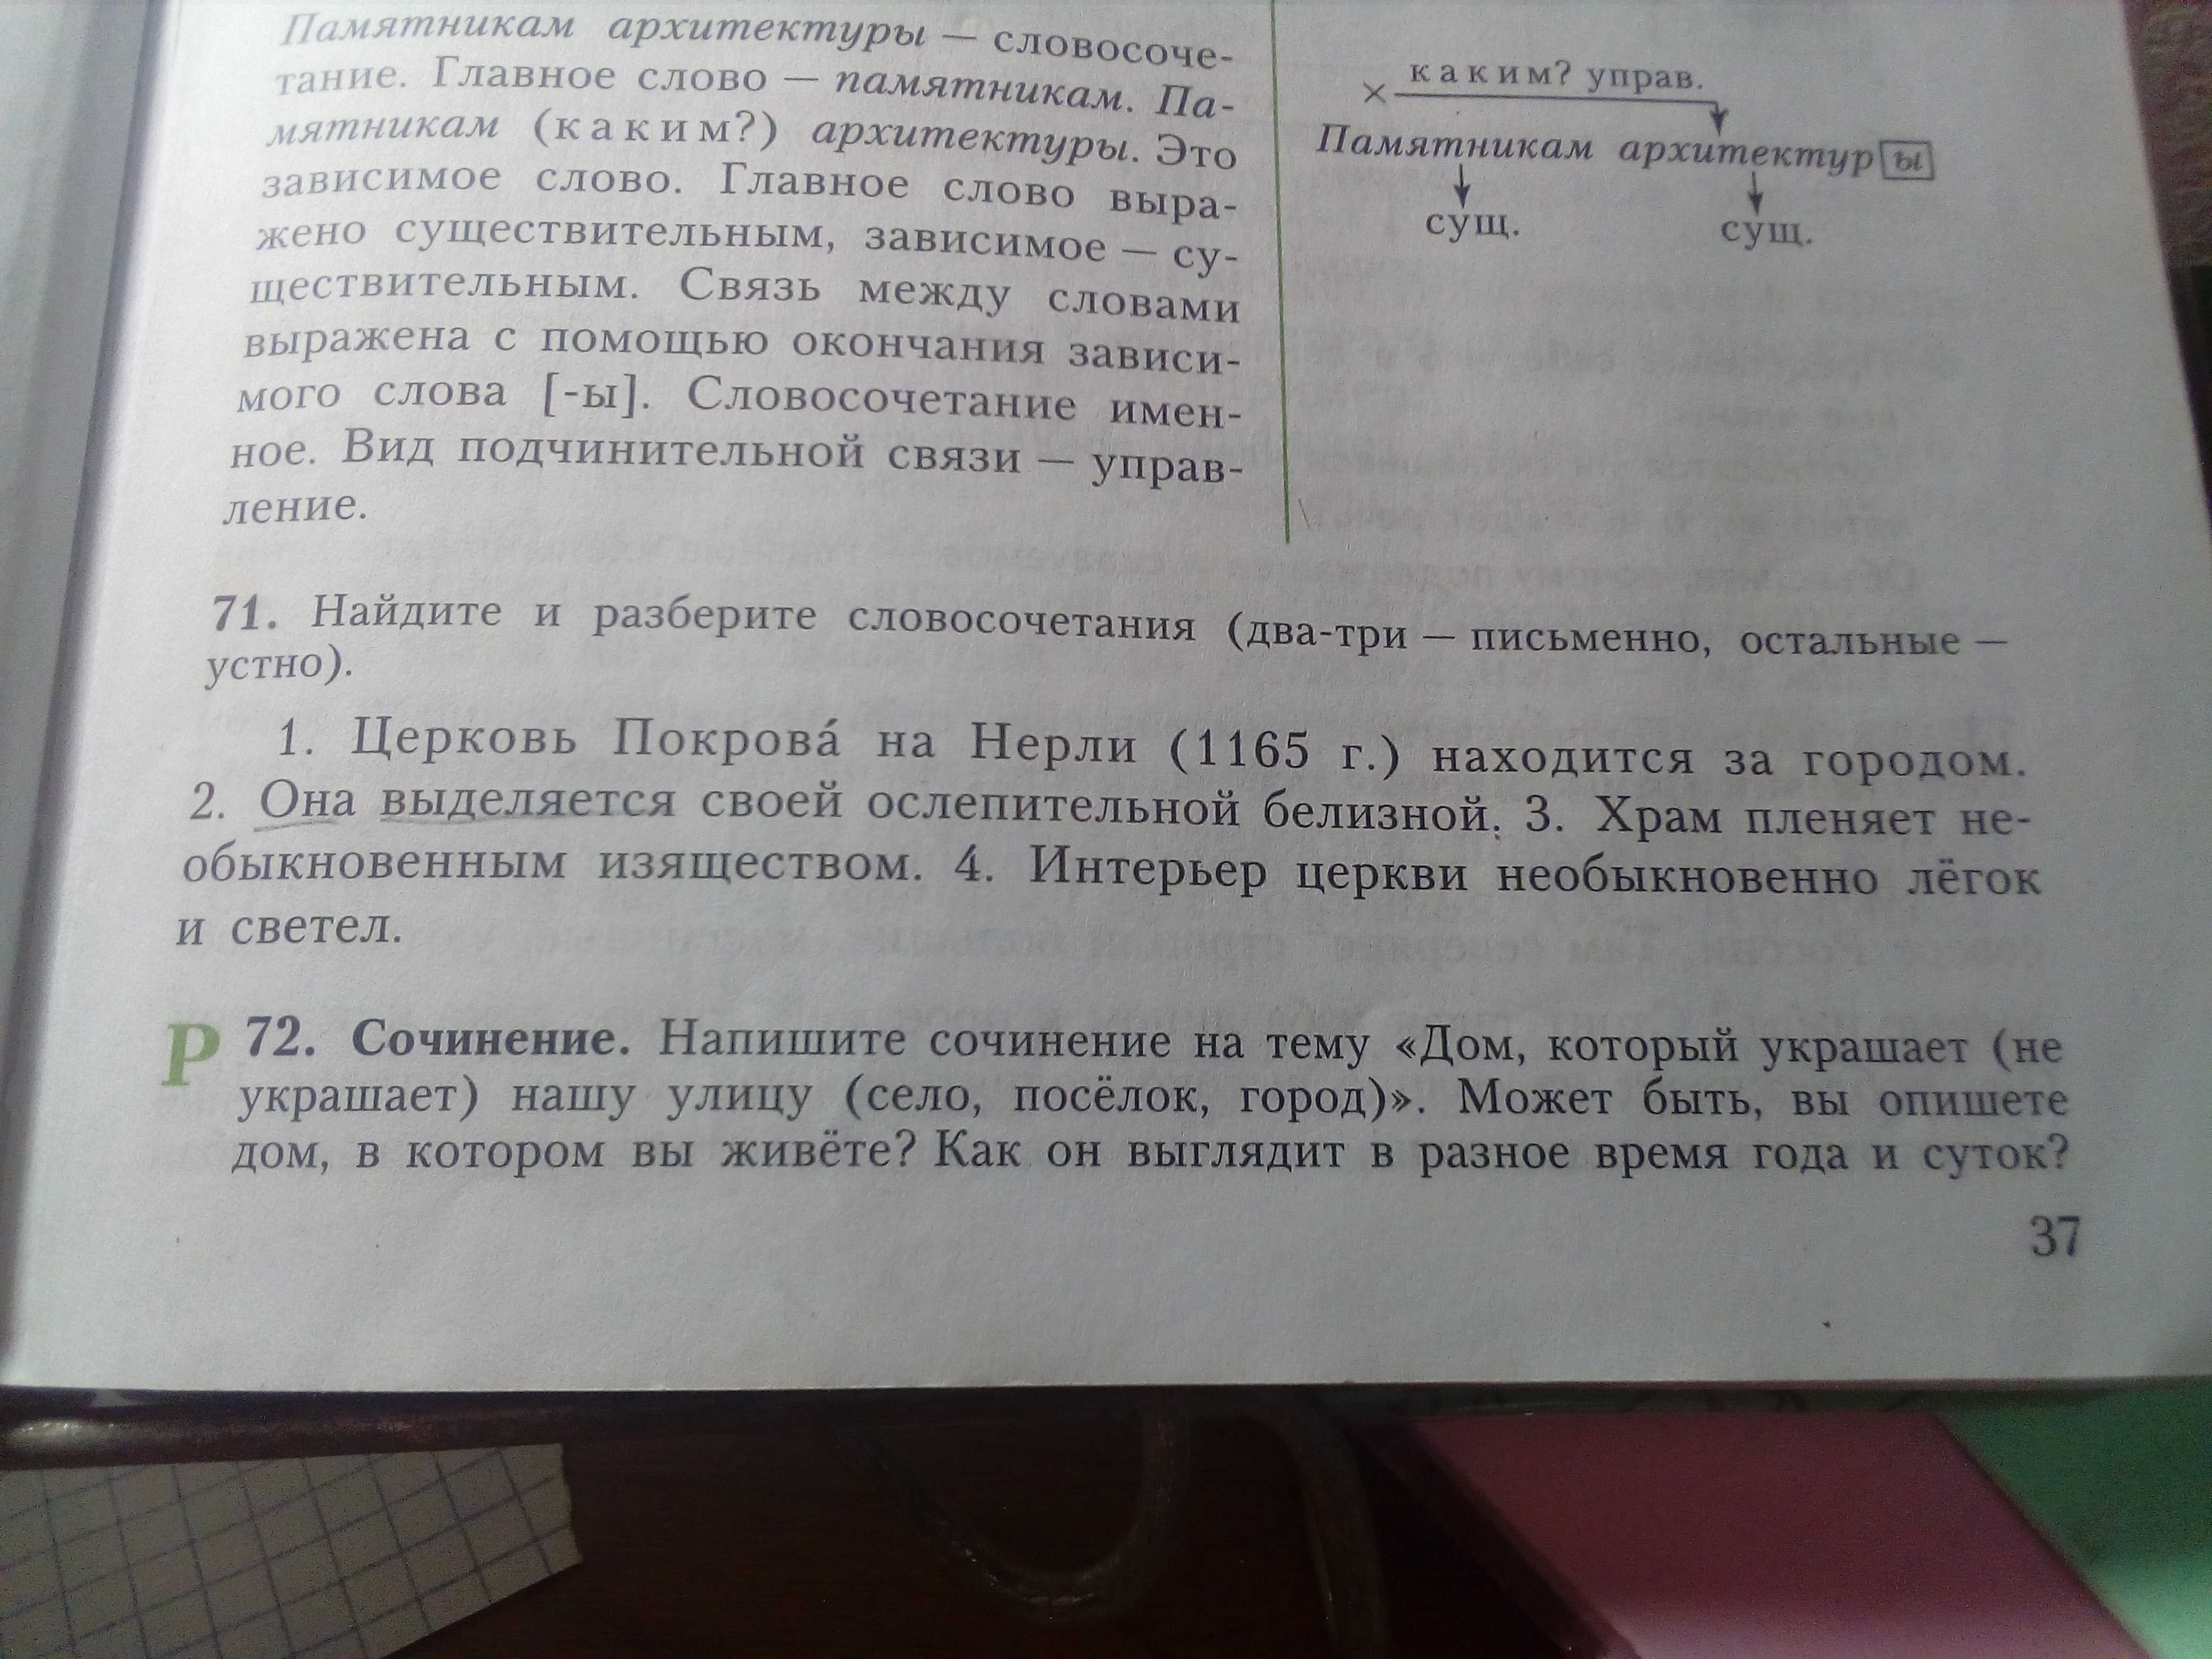 Памятникам архитектуры — словосоче-
тание. Главное слово — памятникам. Па-
мятникам (каким?) архитектуры. Это
зависимое слово. Главное слово выра-
жено существительным, зависимое — су-
ществительным. Связь между словами
выражена с помощью окончания зависи-
мого слова [-ы]. Словосочетание имен-
ное. Вид подчинительной связи — управ-
ление.
× каким? управ.
Памятникам архитектуры
сущ. сущ.
71. Найдите и разберите словосочетания (два-три — письменно, остальные —
устно).
1. Церковь Покрова́ на Нерли (1165 г.) находится за городом.
2. Она выделяется своей ослепительной белизной. 3. Храм пленяет не-
обыкновенным изяществом. 4. Интерьер церкви необыкновенно лёгок
и светел.
Р 72. Сочинение. Напишите сочинение на тему «Дом, который украшает (не
украшает) нашу улицу (село, посёлок, город)». Может быть, вы опишете
дом, в котором вы живёте? Как он выглядит в разное время года и суток?
37